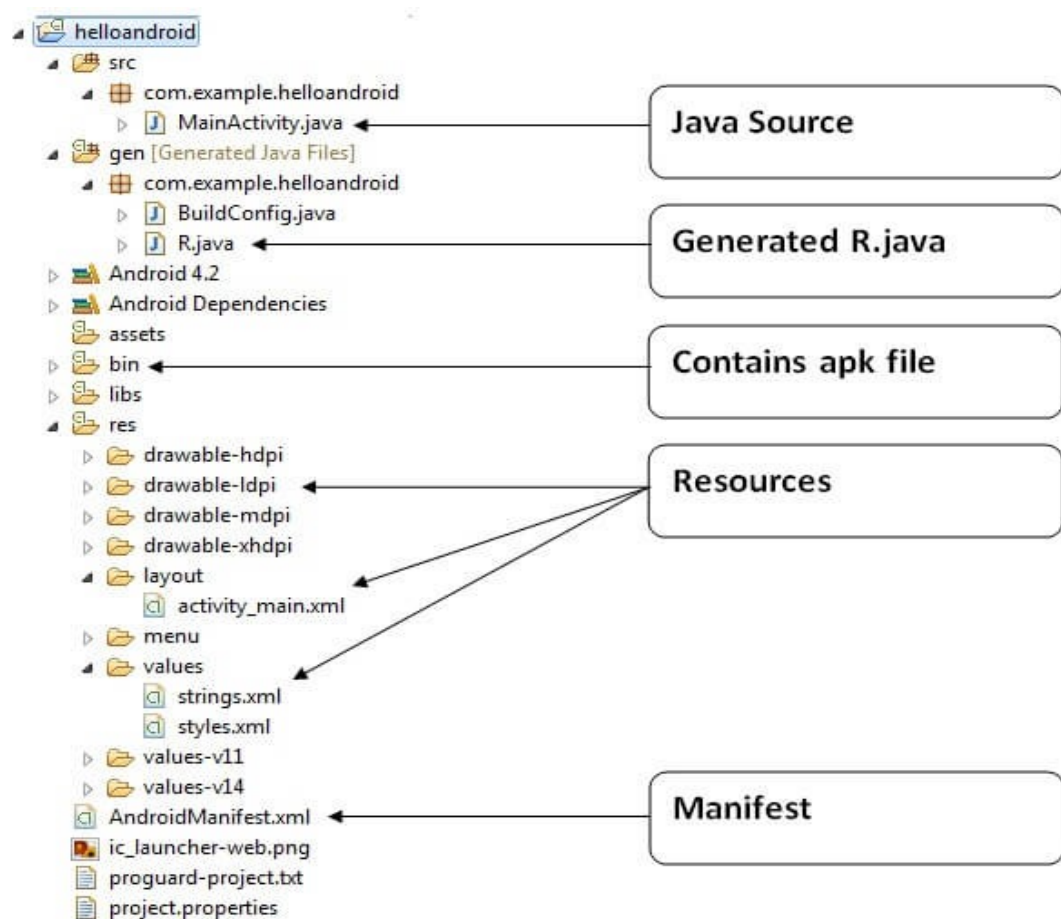 helloandroid
src
com.example.helloandroid
MainActivity.java
Java Source
gen [Generated Java Files]
com.example.helloandroid
BuildConfig.java
R.java
Generated R.java
Android 4.2
Android Dependencies
assets
bin
Contains apk file
libs
res
drawable-hdpi
drawable-ldpi
Resources
drawable-mdpi
drawable-xhdpi
layout
activity_main.xml
menu
values
strings.xml
styles.xml
values-v11
values-v14
AndroidManifest.xml
Manifest
ic_launcher-web.png
proguard-project.txt
project.properties